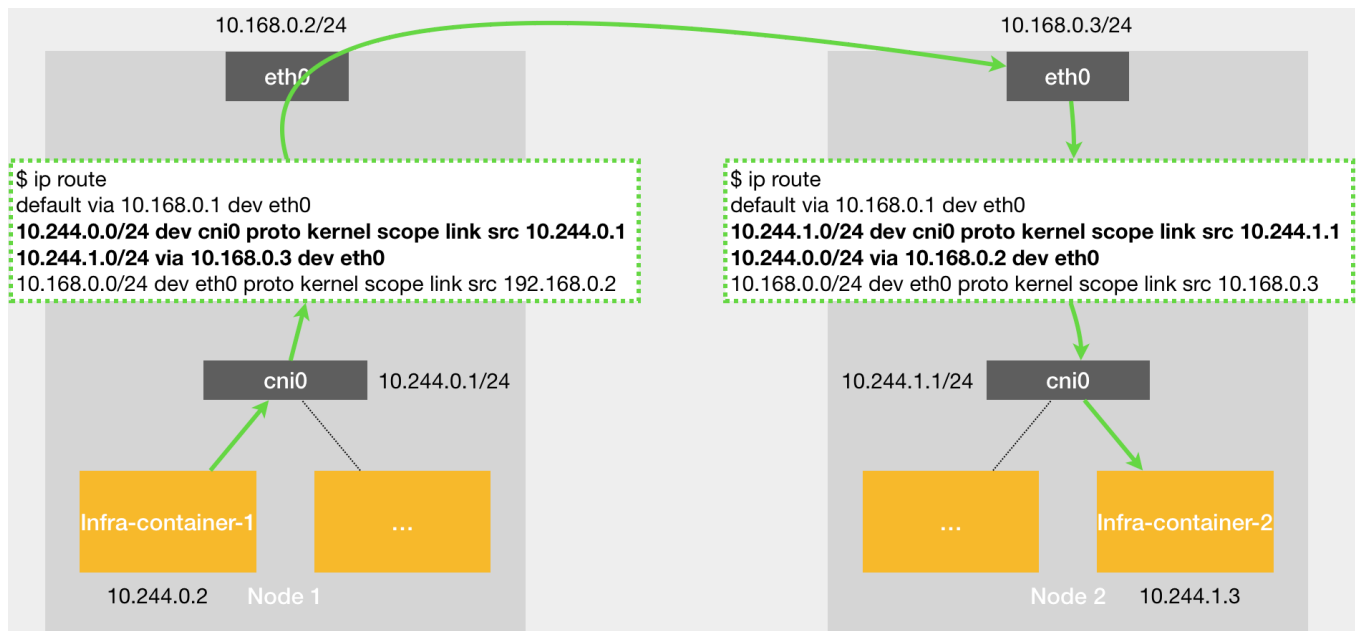 10.168.0.2/24
eth0
$ ip route
default via 10.168.0.1 dev eth0
10.244.0.0/24 dev cni0 proto kernel scope link src 10.244.0.1
10.244.1.0/24 via 10.168.0.3 dev eth0
10.168.0.0/24 dev eth0 proto kernel scope link src 192.168.0.2
cni0
10.244.0.1/24
Infra-container-1
...
10.244.0.2
Node 1
10.168.0.3/24
eth0
$ ip route
default via 10.168.0.1 dev eth0
10.244.1.0/24 dev cni0 proto kernel scope link src 10.244.1.1
10.244.0.0/24 via 10.168.0.2 dev eth0
10.168.0.0/24 dev eth0 proto kernel scope link src 10.168.0.3
10.244.1.1/24
cni0
...
Infra-container-2
Node 2
10.244.1.3